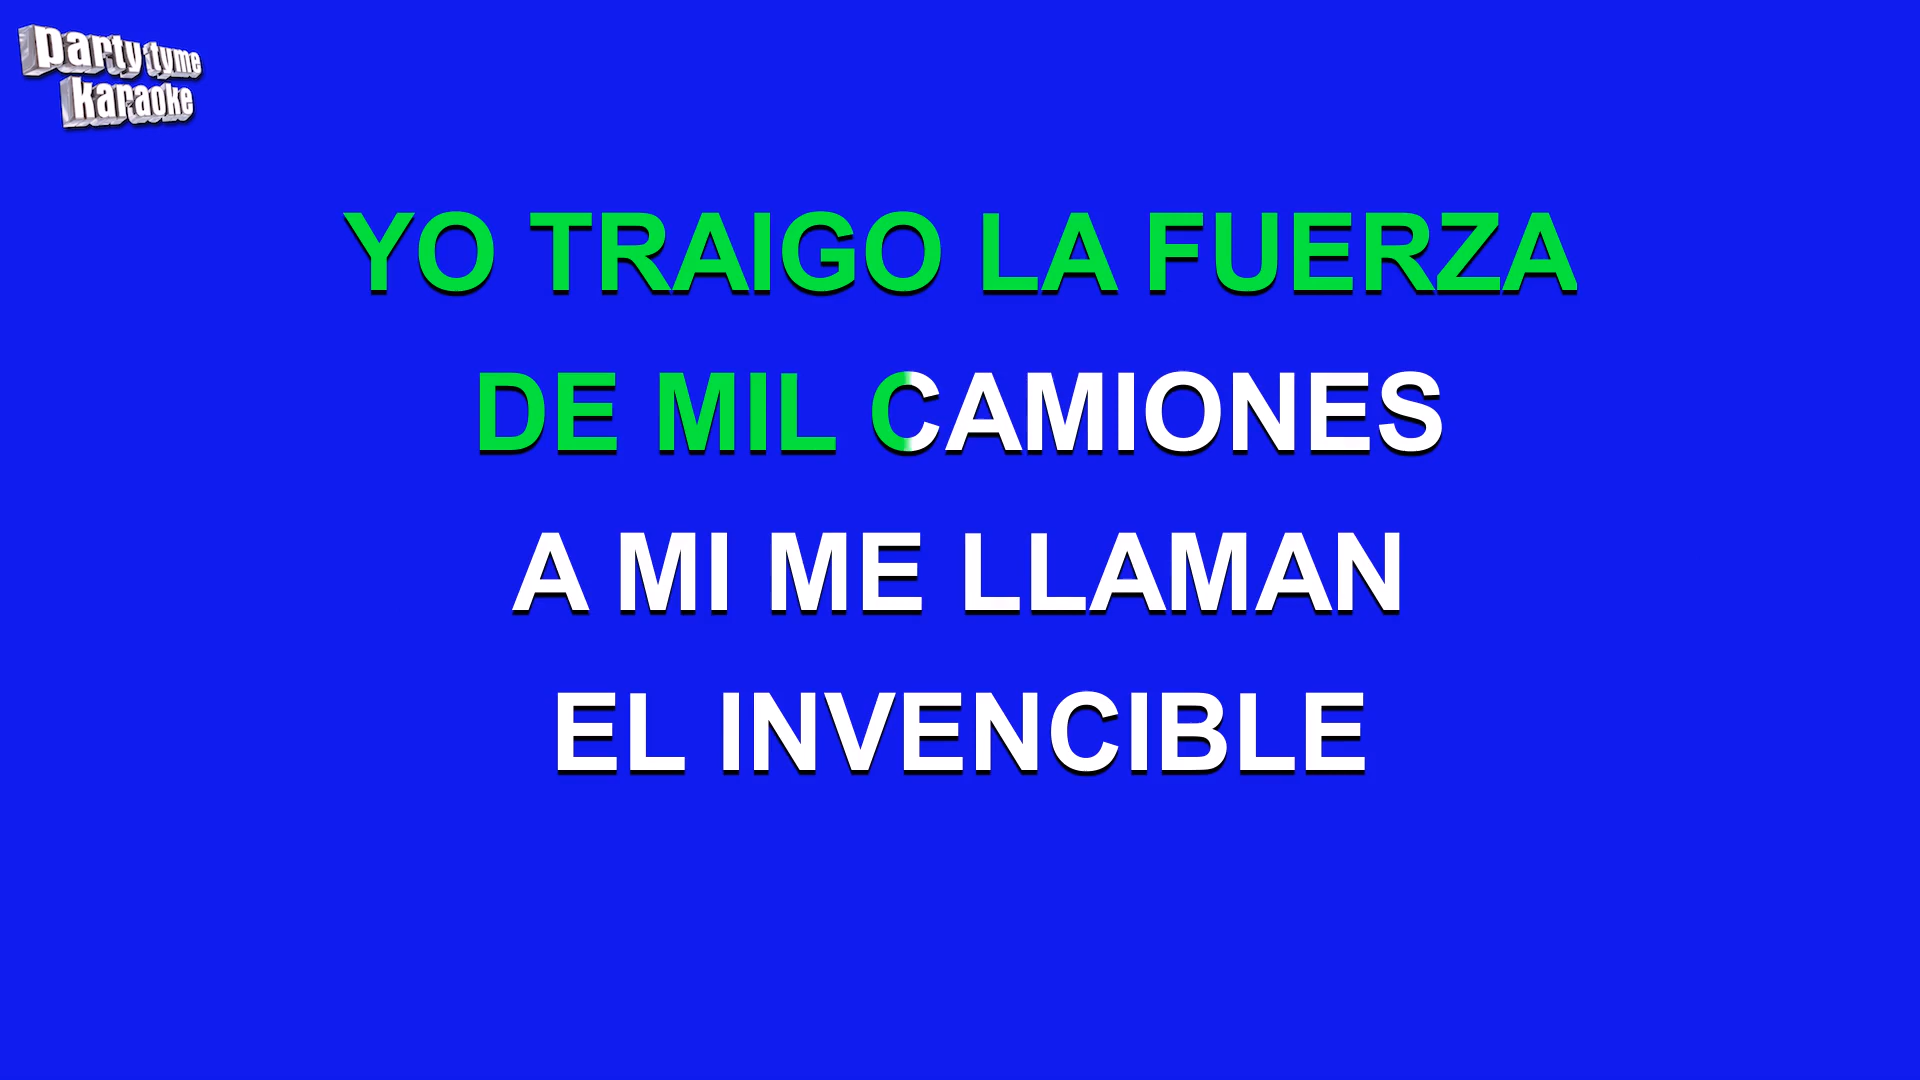 party tyme
karaoke
YO TRAIGO LA FUERZA
DE MIL CAMIONES
A MI ME LLAMAN
EL INVENCIBLE